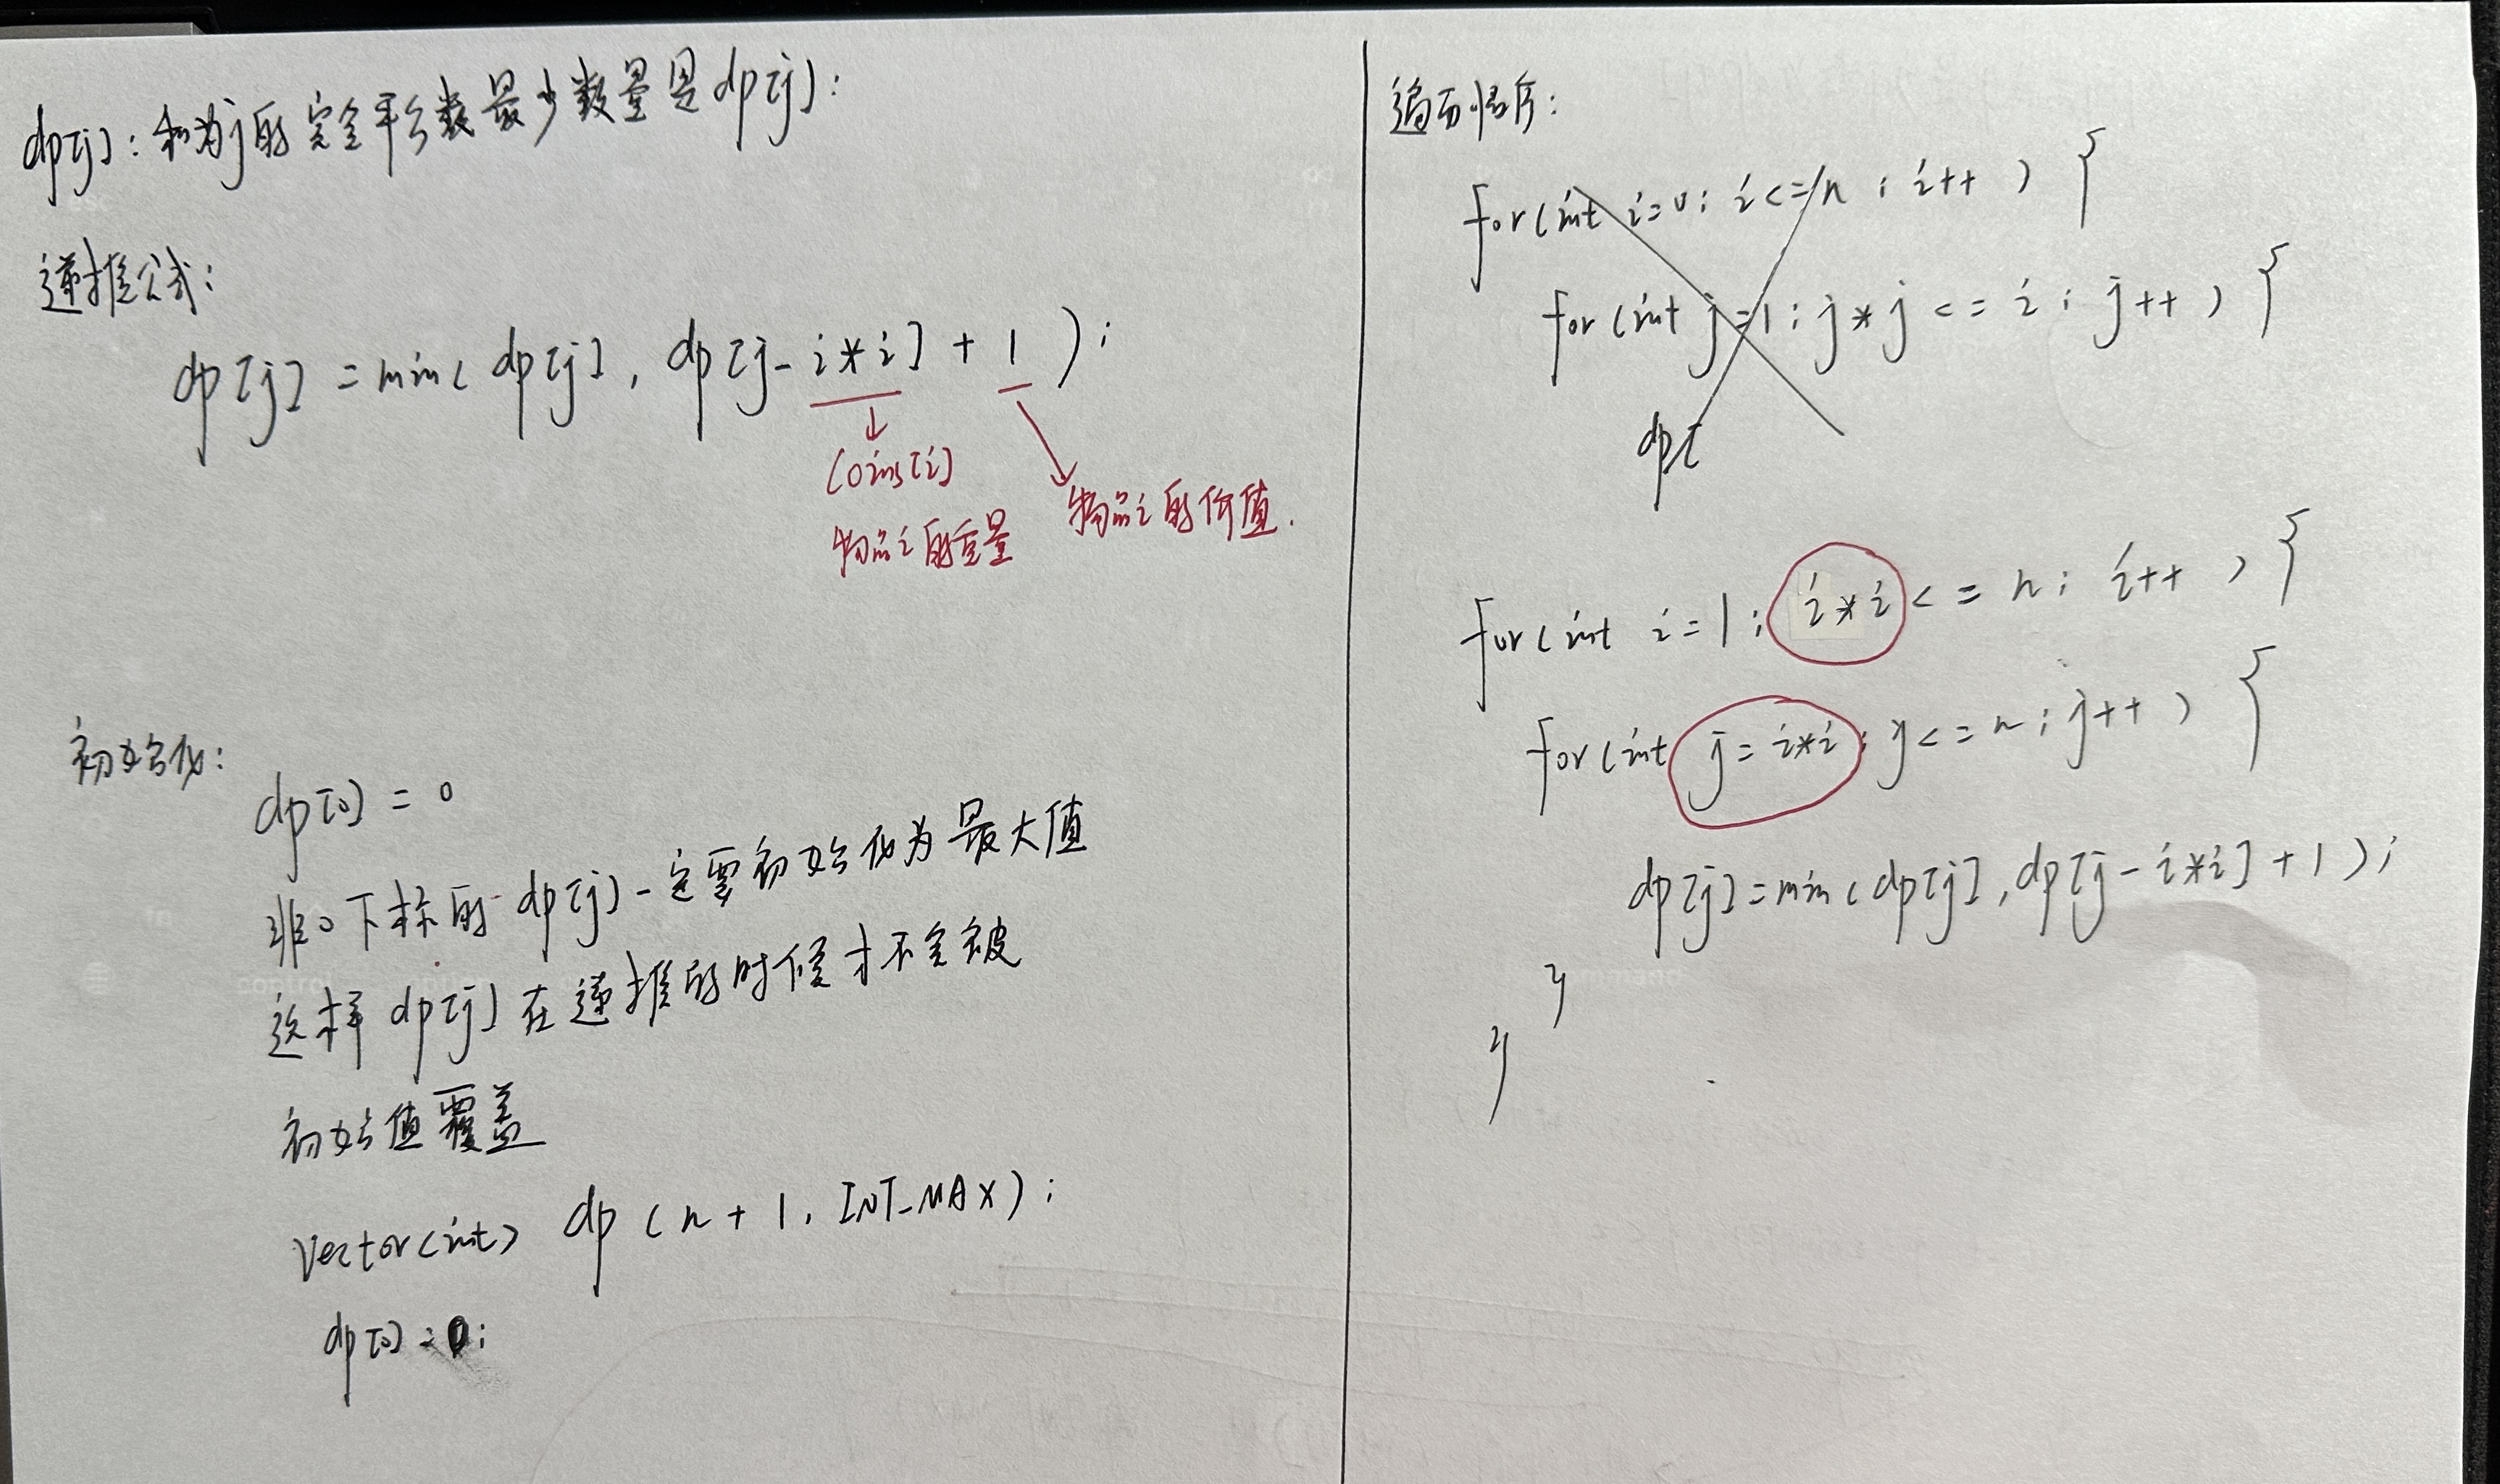 dp[j]: 和为j的完全平方数最少数量是dp[j]:
递推公式:
dp[j] = min( dp[j], dp[j-i*i] + 1 );
coins[i]
物品i的重量
物品i的价值.
初始化:
dp[0] = 0
非0下标的dp[j]一定要初始化为最大值
这样dp[j]在递推的时候才不会被
初始值覆盖
vector<int> dp (n+1, INT_MAX);
dp[0] = 0;
遍历顺序:
for(int i=0; i<=n; i++) {
for(int j=1; j*j <= i; j++) {
dp[
for(int i=1; i*i <= n; i++) {
for(int j=i*i; j<=n; j++) {
dp[j]=min(dp[j], dp[j-i*i]+1);
}
}